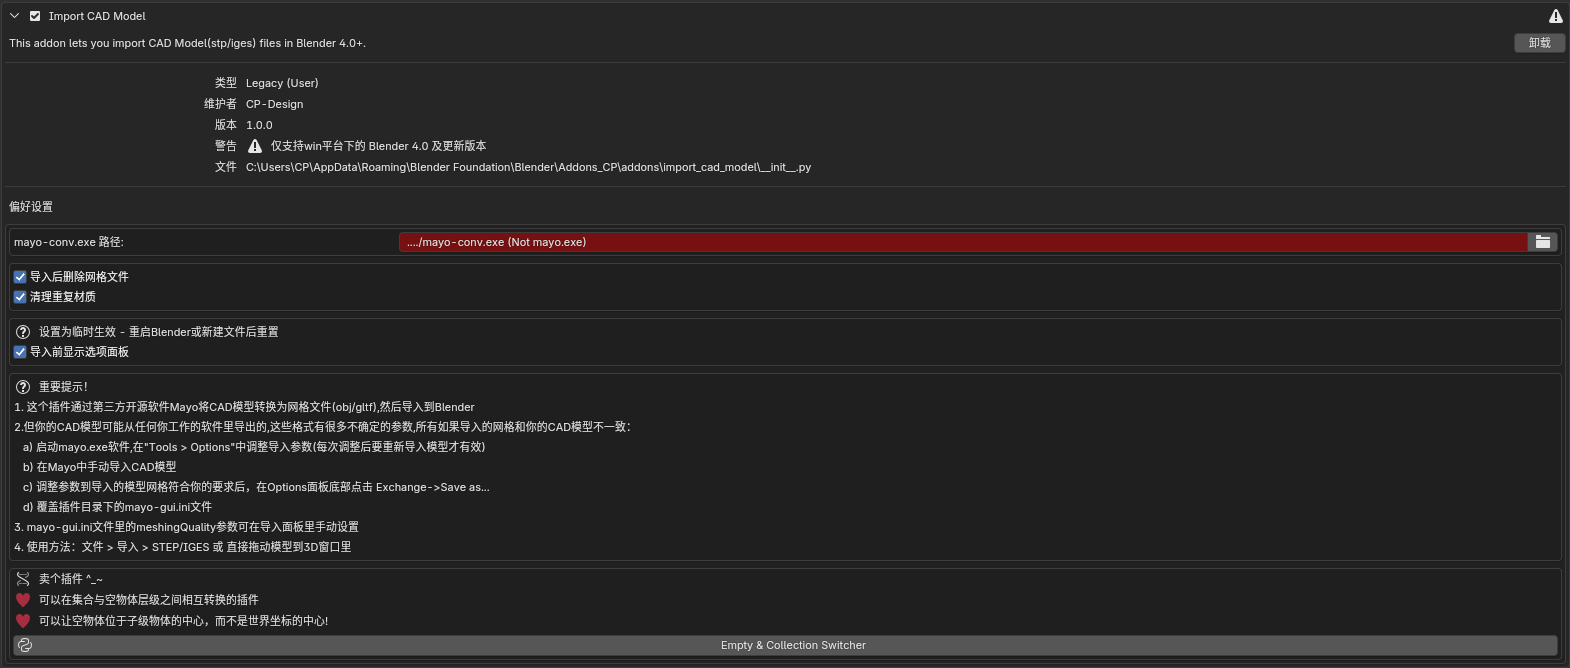 Import CAD Model
This addon lets you import CAD Model(stp/iges) files in Blender 4.0+.
卸载
类型 Legacy (User)
维护者 CP-Design
版本 1.0.0
警告 仅支持win平台下的 Blender 4.0 及更新版本
文件 C:\Users\CP\AppData\Roaming\Blender Foundation\Blender\Addons_CP\addons\import_cad_model\__init__.py
偏好设置
mayo-conv.exe 路径: ..../mayo-conv.exe (Not mayo.exe)
导入后删除网格文件
清理重复材质
设置为临时生效 - 重启Blender或新建文件后重置
导入前显示选项面板
重要提示!
1. 这个插件通过第三方开源软件Mayo将CAD模型转换为网格文件(obj/gltf),然后导入到Blender
2.但你的CAD模型可能从任何你工作的软件里导出的,这些格式有很多不确定的参数,所有如果导入的网格和你的CAD模型不一致：
a) 启动mayo.exe软件,在"Tools > Options"中调整导入参数(每次调整后要重新导入模型才有效)
b) 在Mayo中手动导入CAD模型
c) 调整参数到导入的模型网格符合你的要求后，在Options面板底部点击 Exchange->Save as...
d) 覆盖插件目录下的mayo-gui.ini文件
3. mayo-gui.ini文件里的meshingQuality参数可在导入面板里手动设置
4. 使用方法：文件 > 导入 > STEP/IGES 或 直接拖动模型到3D窗口里
卖个插件 ^_~
可以在集合与空物体层级之间相互转换的插件
可以让空物体位于子级物体的中心，而不是世界坐标的中心!
Empty & Collection Switcher